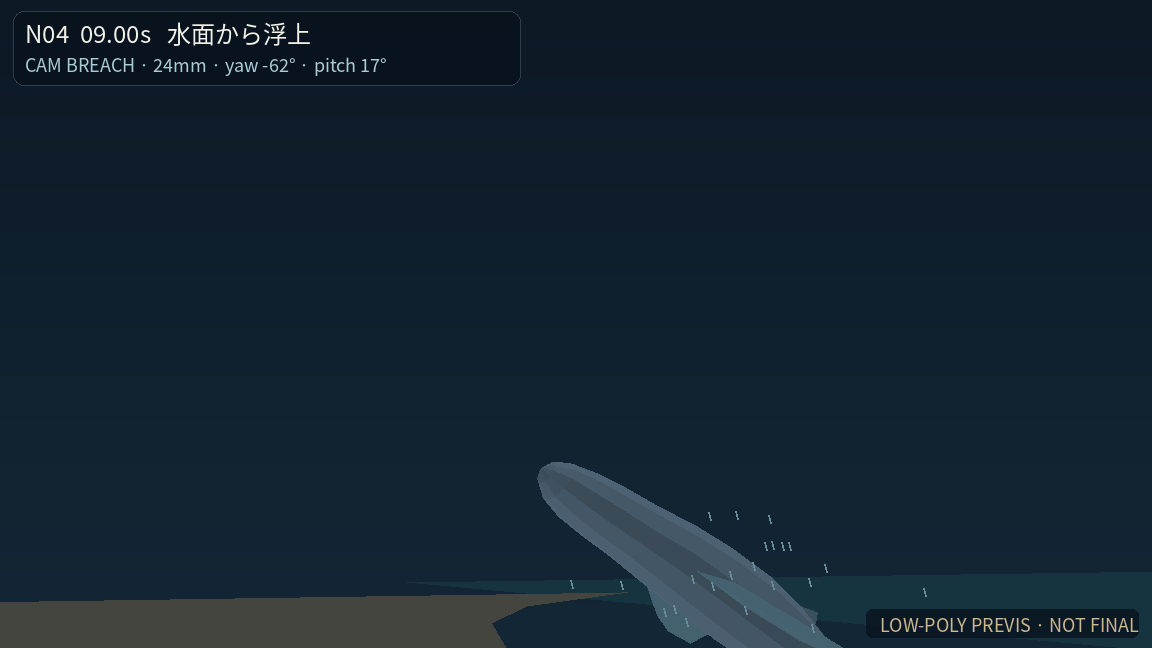 N04 09.00s 水面から浮上
CAM BREACH · 24mm · yaw -62° · pitch 17°
LOW-POLY PREVIS · NOT FINAL